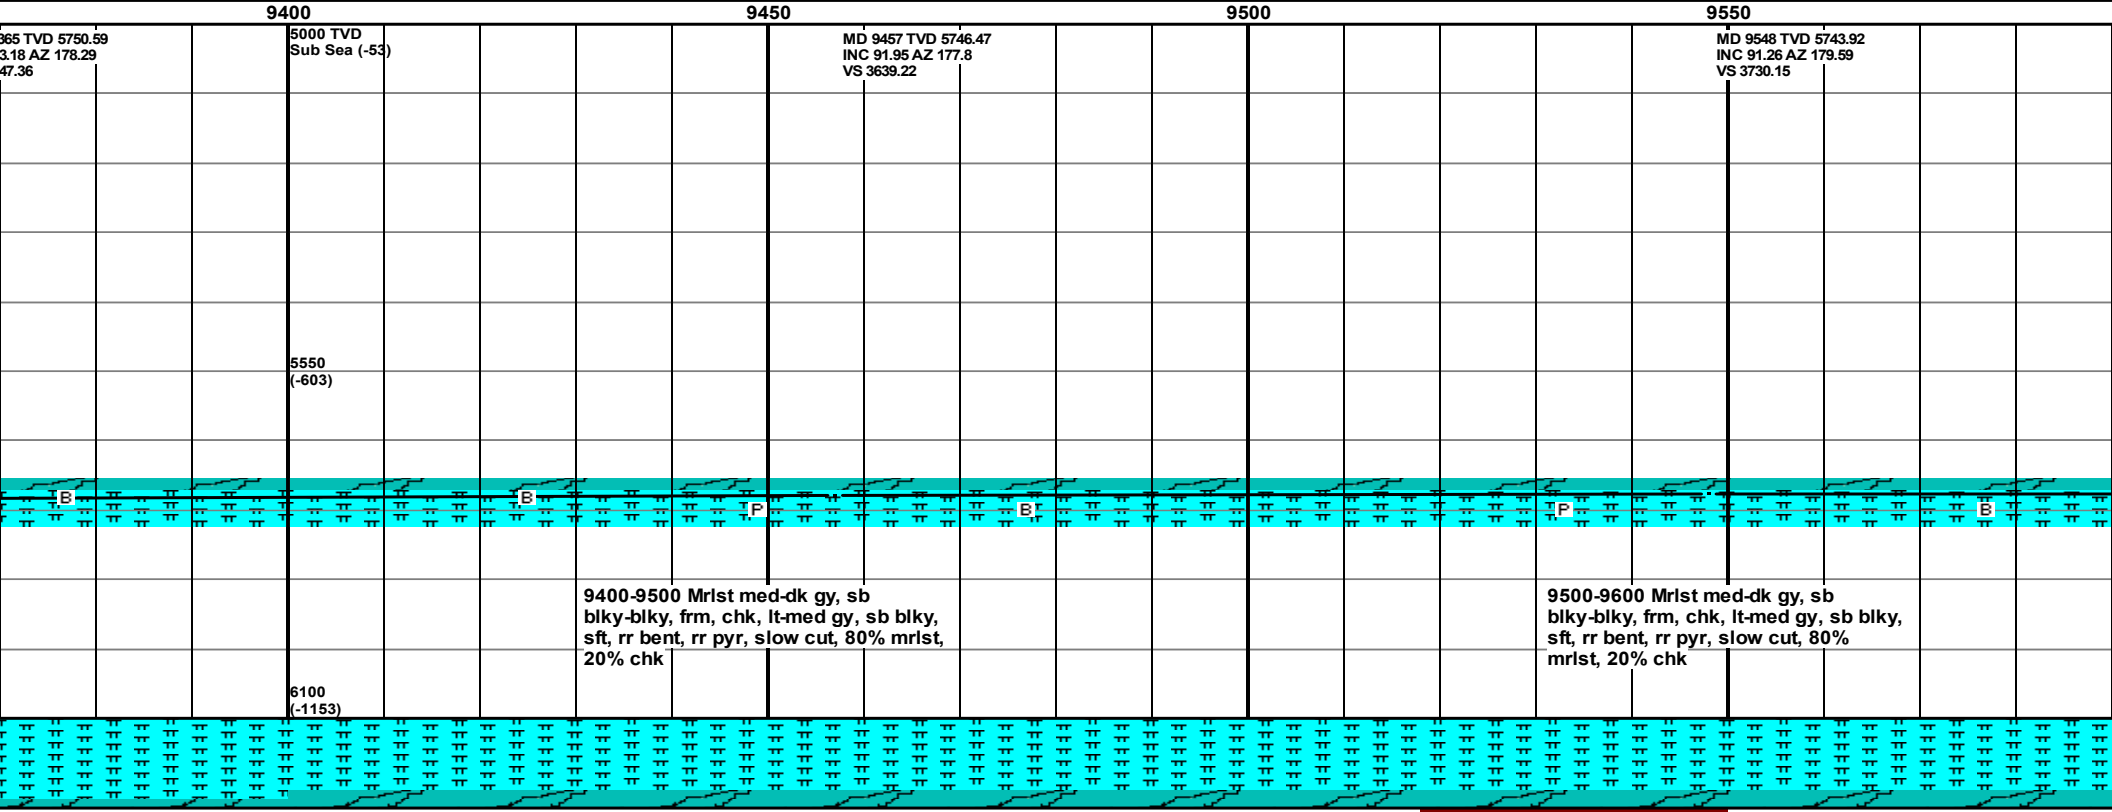 9400 9450 9500 9550
365 TVD 5750.59
3.18 AZ 178.29
47.36
5000 TVD
Sub Sea (-53)
MD 9457 TVD 5746.47
INC 91.95 AZ 177.8
VS 3639.22
MD 9548 TVD 5743.92
INC 91.26 AZ 179.59
VS 3730.15
5550
(-603)
B B P B P B
9400-9500 Mrlst med-dk gy, sb
blky-blky, frm, chk, lt-med gy, sb blky,
sft, rr bent, rr pyr, slow cut, 80% mrlst,
20% chk
9500-9600 Mrlst med-dk gy, sb
blky-blky, frm, chk, lt-med gy, sb blky,
sft, rr bent, rr pyr, slow cut, 80%
mrlst, 20% chk
6100
(-1153)